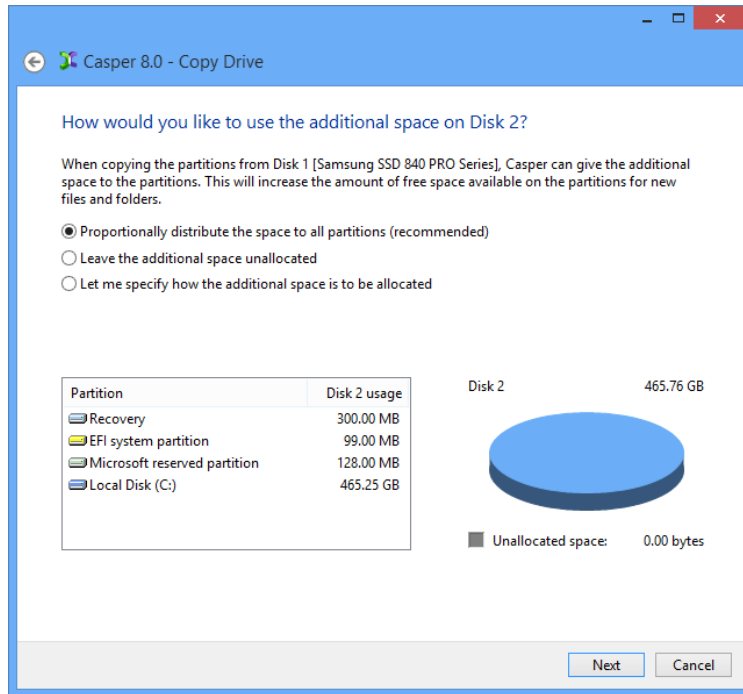 Casper 8.0 - Copy Drive
How would you like to use the additional space on Disk 2?
When copying the partitions from Disk 1 [Samsung SSD 840 PRO Series], Casper can give the additional
space to the partitions. This will increase the amount of free space available on the partitions for new
files and folders.
Proportionally distribute the space to all partitions (recommended)
Leave the additional space unallocated
Let me specify how the additional space is to be allocated
Partition Disk 2 usage
Recovery 300.00 MB
EFI system partition 99.00 MB
Microsoft reserved partition 128.00 MB
Local Disk (C:) 465.25 GB
Disk 2 465.76 GB
Unallocated space: 0.00 bytes
Next Cancel